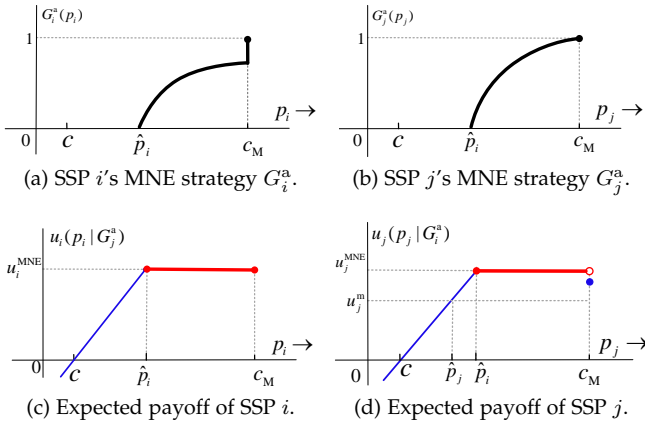 G_i^a(p_i)
1
p_i →
0
c
p̂_i
c_M
(a) SSP i's MNE strategy G_i^a.
G_j^a(p_j)
1
p_j →
0
c
p̂_i
c_M
(b) SSP j's MNE strategy G_j^a.
u_i(p_i | G_j^a)
u_i^MNE
p_i →
0
c
p̂_i
c_M
(c) Expected payoff of SSP i.
u_j(p_j | G_i^a)
u_j^MNE
u_j^m
p_j →
0
c
p̂_j
p̂_i
c_M
(d) Expected payoff of SSP j.